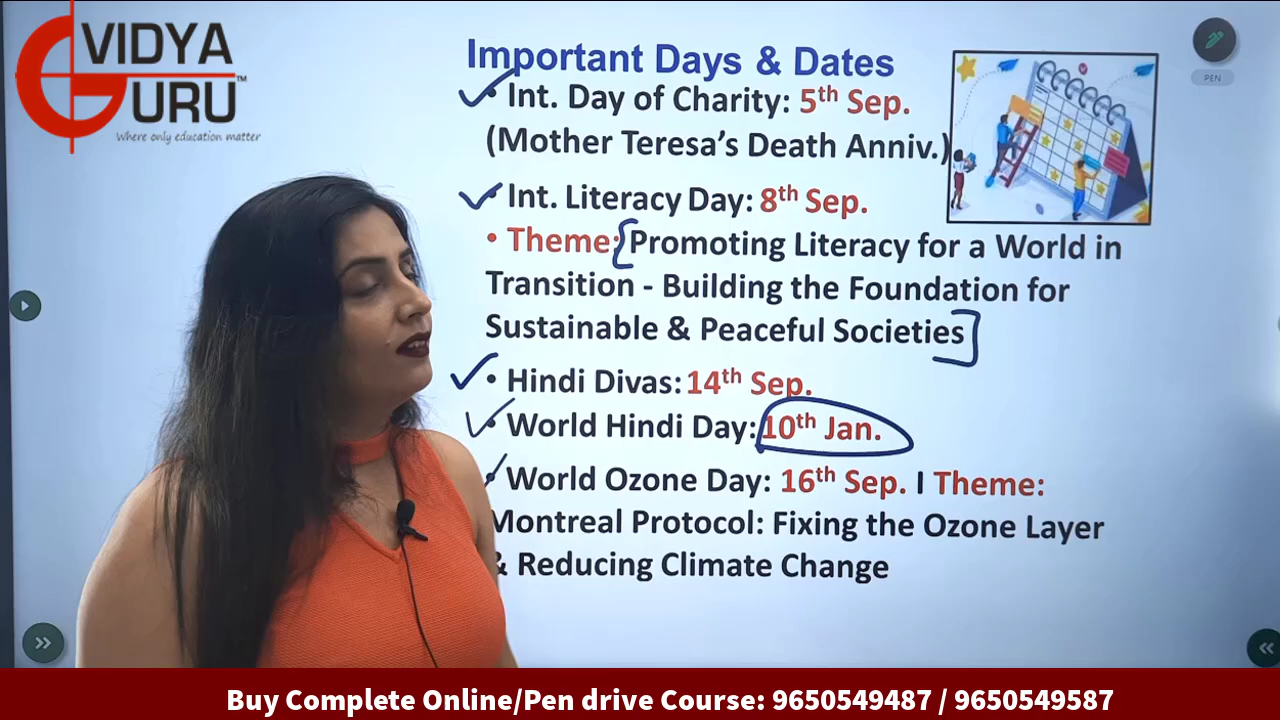 VIDYA
GURU™
Where only education matter
Important Days & Dates
• Int. Day of Charity: 5th Sep.
(Mother Teresa's Death Anniv.)
• Int. Literacy Day: 8th Sep.
• Theme: Promoting Literacy for a World in
Transition - Building the Foundation for
Sustainable & Peaceful Societies
• Hindi Divas: 14th Sep.
• World Hindi Day: 10th Jan.
• World Ozone Day: 16th Sep. I Theme:
Montreal Protocol: Fixing the Ozone Layer
& Reducing Climate Change
PEN
Buy Complete Online/Pen drive Course: 9650549487 / 9650549587